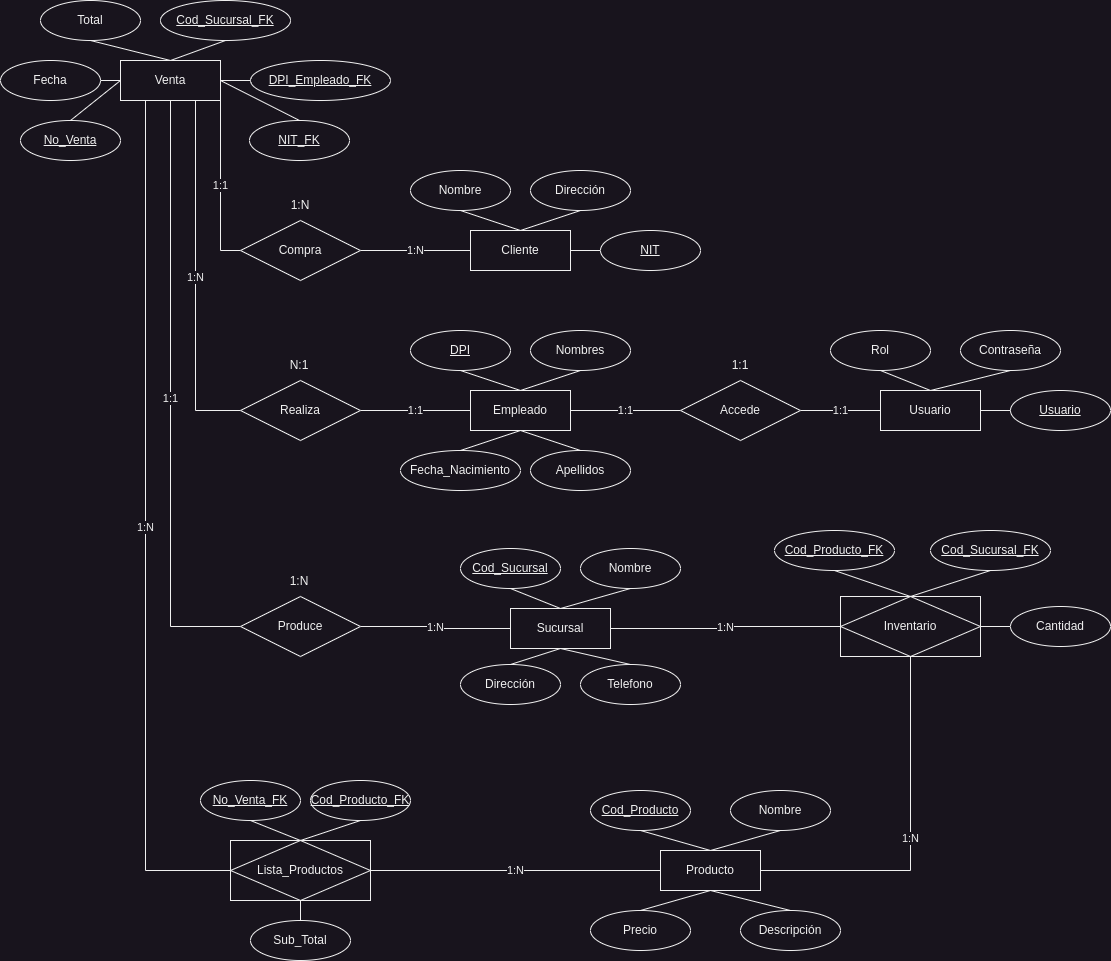 Total
Cod_Sucursal_FK
Fecha
Venta
DPI_Empleado_FK
No_Venta
NIT_FK
1:1
Nombre
Dirección
1:N
Compra
1:N
Cliente
NIT
1:N
DPI
Nombres
Rol
Contraseña
N:1
1:1
1:1
Realiza
1:1
Empleado
1:1
Accede
1:1
Usuario
Usuario
Fecha_Nacimiento
Apellidos
1:N
Cod_Producto_FK
Cod_Sucursal_FK
Cod_Sucursal
Nombre
1:N
Produce
1:N
Sucursal
1:N
Inventario
Cantidad
Dirección
Telefono
No_Venta_FK
Cod_Producto_FK
Cod_Producto
Nombre
1:N
Lista_Productos
1:N
Producto
Precio
Descripción
Sub_Total